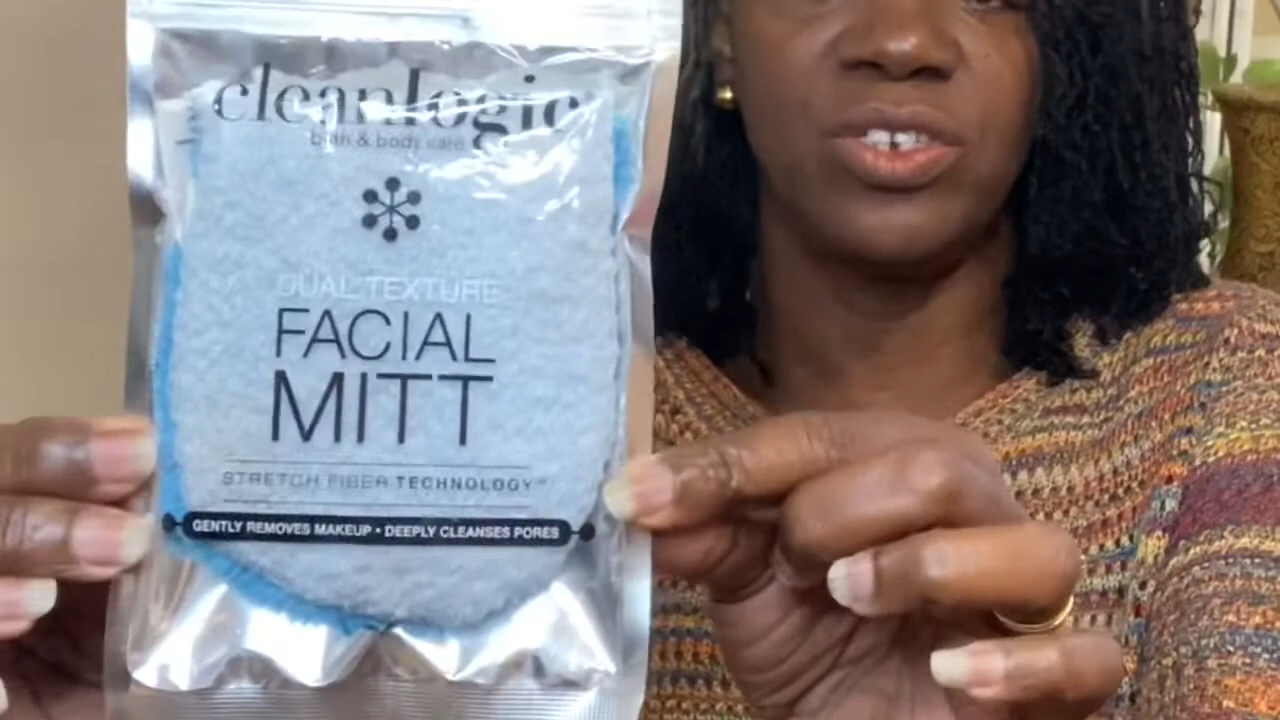 cleanlogic
bath & body care
DUAL TEXTURE
FACIAL
MITT
STRETCH FIBER TECHNOLOGY™
GENTLY REMOVES MAKEUP • DEEPLY CLEANSES PORES